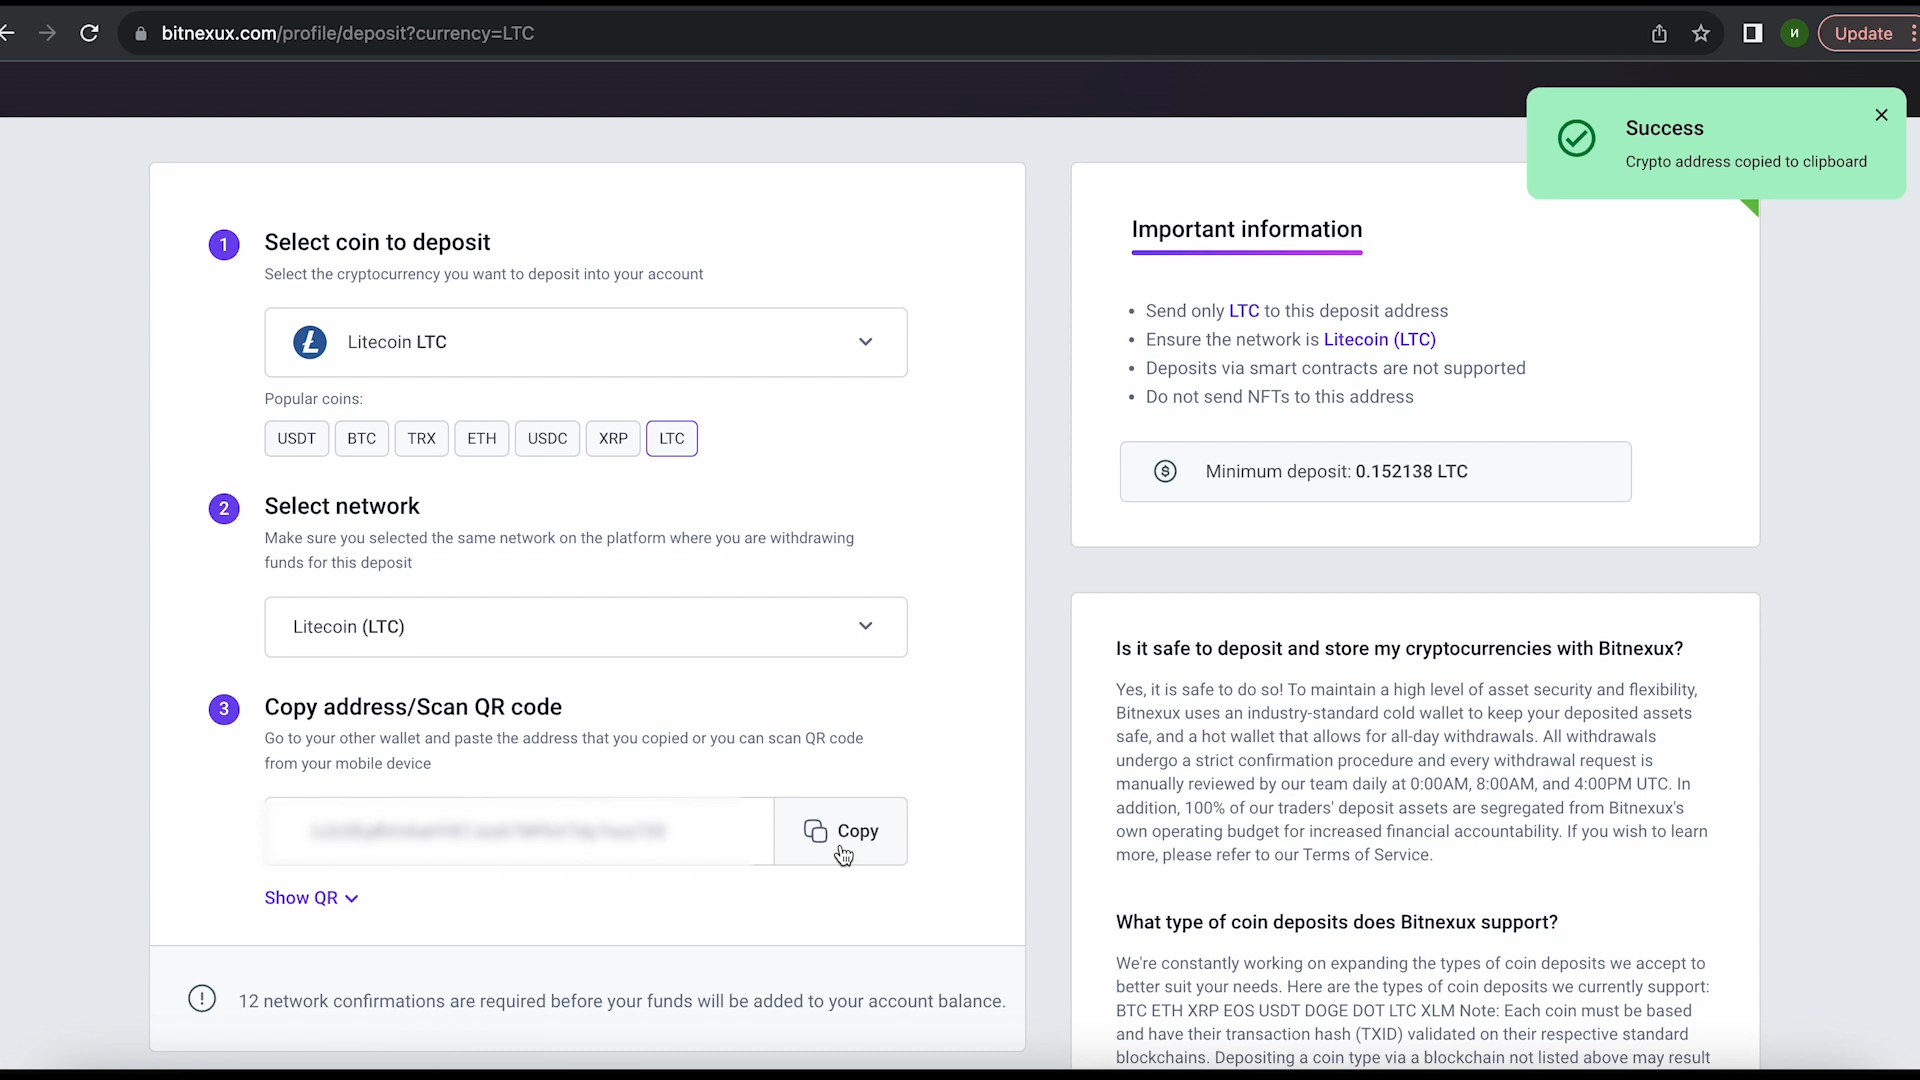 bitnexux.com/profile/deposit?currency=LTC
И
Update
Success
Crypto address copied to clipboard
1
Select coin to deposit
Select the cryptocurrency you want to deposit into your account
Litecoin LTC
Popular coins:
USDT BTC TRX ETH USDC XRP LTC
2
Select network
Make sure you selected the same network on the platform where you are withdrawing
funds for this deposit
Litecoin (LTC)
3
Copy address/Scan QR code
Go to your other wallet and paste the address that you copied or you can scan QR code
from your mobile device
Copy
Show QR
12 network confirmations are required before your funds will be added to your account balance.
Important information
• Send only LTC to this deposit address
• Ensure the network is Litecoin (LTC)
• Deposits via smart contracts are not supported
• Do not send NFTs to this address
Minimum deposit: 0.152138 LTC
Is it safe to deposit and store my cryptocurrencies with Bitnexux?
Yes, it is safe to do so! To maintain a high level of asset security and flexibility,
Bitnexux uses an industry-standard cold wallet to keep your deposited assets
safe, and a hot wallet that allows for all-day withdrawals. All withdrawals
undergo a strict confirmation procedure and every withdrawal request is
manually reviewed by our team daily at 0:00AM, 8:00AM, and 4:00PM UTC. In
addition, 100% of our traders' deposit assets are segregated from Bitnexux's
own operating budget for increased financial accountability. If you wish to learn
more, please refer to our Terms of Service.
What type of coin deposits does Bitnexux support?
We're constantly working on expanding the types of coin deposits we accept to
better suit your needs. Here are the types of coin deposits we currently support:
BTC ETH XRP EOS USDT DOGE DOT LTC XLM Note: Each coin must be based
and have their transaction hash (TXID) validated on their respective standard
blockchains. Depositing a coin type via a blockchain not listed above may result